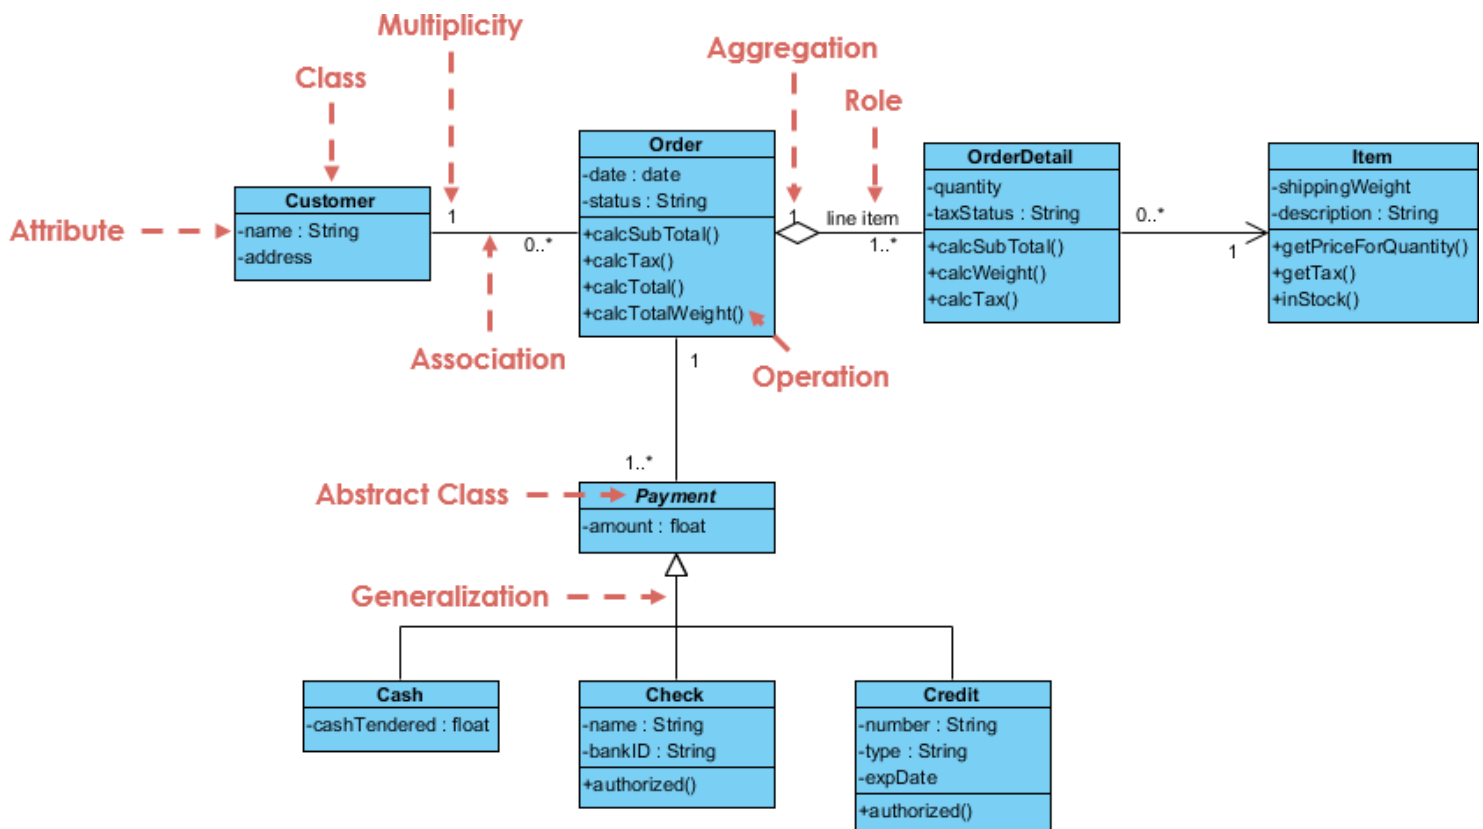 Multiplicity
Aggregation
Class
Role
Attribute
Customer
-name : String
-address
1
0..*
Association
Order
-date : date
-status : String
+calcSubTotal()
+calcTax()
+calcTotal()
+calcTotalWeight()
Operation
1
line item
1..*
OrderDetail
-quantity
-taxStatus : String
+calcSubTotal()
+calcWeight()
+calcTax()
0..*
1
Item
-shippingWeight
-description : String
+getPriceForQuantity()
+getTax()
+inStock()
1
1..*
Abstract Class
Payment
-amount : float
Generalization
Cash
-cashTendered : float
Check
-name : String
-bankID : String
+authorized()
Credit
-number : String
-type : String
-expDate
+authorized()